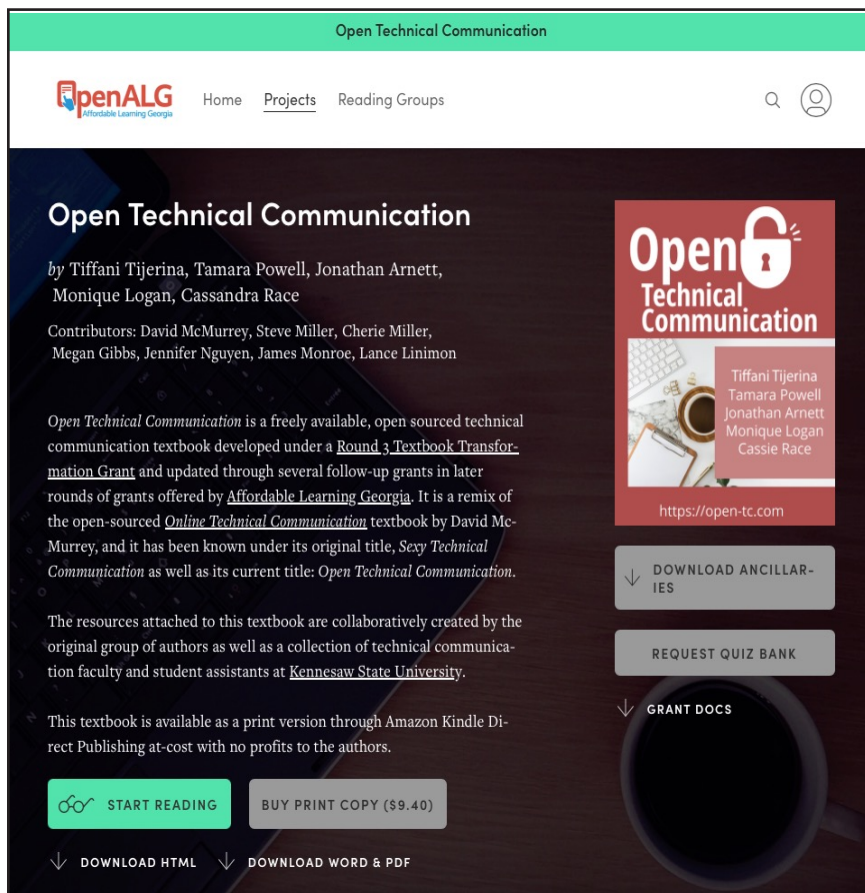 Open Technical Communication
OpenALG
Affordable Learning Georgia
Home Projects Reading Groups
Open Technical Communication
by Tiffani Tijerina, Tamara Powell, Jonathan Arnett,
Monique Logan, Cassandra Race
Contributors: David McMurrey, Steve Miller, Cherie Miller,
Megan Gibbs, Jennifer Nguyen, James Monroe, Lance Linimon
Open Technical Communication is a freely available, open sourced technical
communication textbook developed under a Round 3 Textbook Transfor-
mation Grant and updated through several follow-up grants in later
rounds of grants offered by Affordable Learning Georgia. It is a remix of
the open-sourced Online Technical Communication textbook by David Mc-
Murrey, and it has been known under its original title, Sexy Technical
Communication as well as its current title: Open Technical Communication.
The resources attached to this textbook are collaboratively created by the
original group of authors as well as a collection of technical communica-
tion faculty and student assistants at Kennesaw State University.
This textbook is available as a print version through Amazon Kindle Di-
rect Publishing at-cost with no profits to the authors.
START READING
BUY PRINT COPY ($9.40)
DOWNLOAD HTML
DOWNLOAD WORD & PDF
Open
Technical
Communication
Tiffani Tijerina
Tamara Powell
Jonathan Arnett
Monique Logan
Cassie Race
https://open-tc.com
DOWNLOAD ANCILLAR-
IES
REQUEST QUIZ BANK
GRANT DOCS